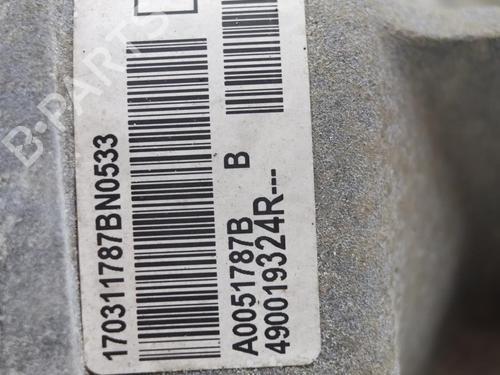 170311787BN0533
B
A0051787B
490019324R---
B-PARTS